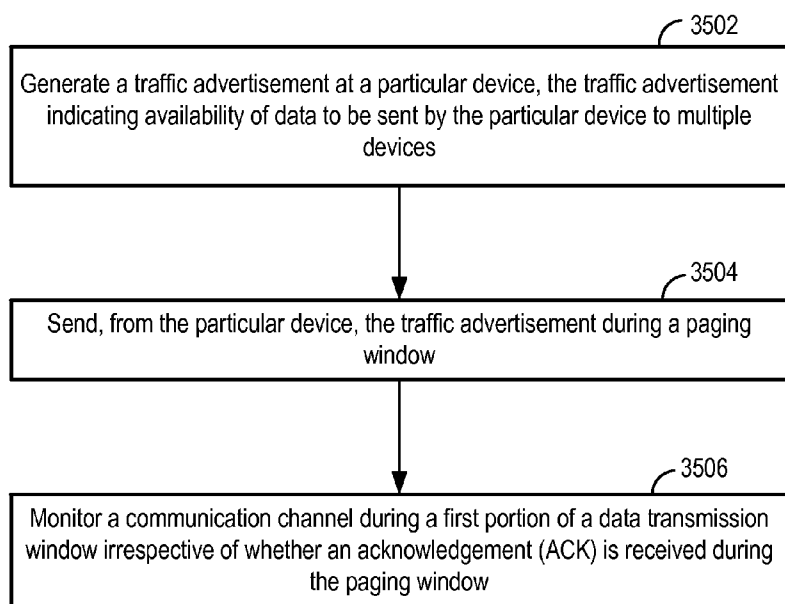 3502
Generate a traffic advertisement at a particular device, the traffic advertisement
indicating availability of data to be sent by the particular device to multiple
devices
3504
Send, from the particular device, the traffic advertisement during a paging
window
3506
Monitor a communication channel during a first portion of a data transmission
window irrespective of whether an acknowledgement (ACK) is received during
the paging window